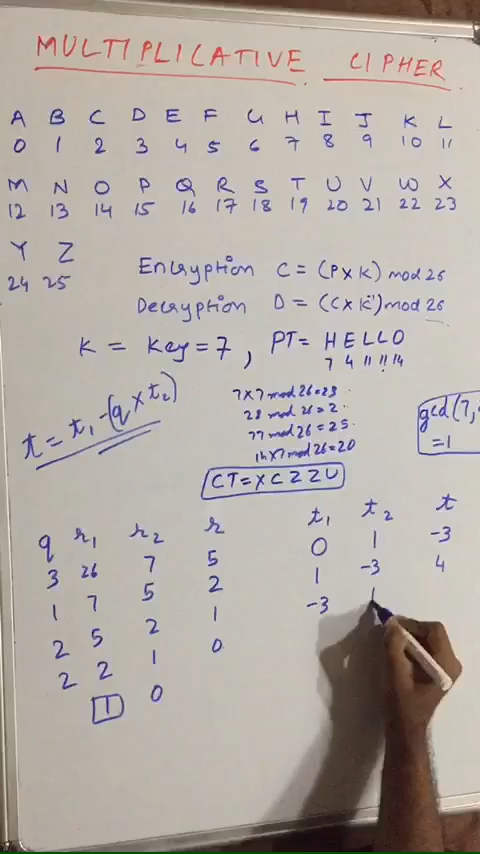 MULTIPLICATIVE CIPHER
A B C D E F G H I J K L
0 1 2 3 4 5 6 7 8 9 10 11
M N O P Q R S T U V W X
12 13 14 15 16 17 18 19 20 21 22 23
Y Z
24 25
Encryption C = (P x K) mod 26
Decryption D = (C x K⁻¹) mod 26
K = Key = 7, PT = HELLO
7 4 11 11 14
t = t₁ - (q x t₂)
7x7 mod 26 = 23
28 mod 26 = 2
77 mod 26 = 25
14x7 mod 26 = 20
gcd(7,
=1
CT = XCZZU
q r₁ r₂ r t₁ t₂ t
3 26 7 5 0 1 -3
1 7 5 2 1 -3 4
2 5 2 1 -3
2 2 1 0
1 0